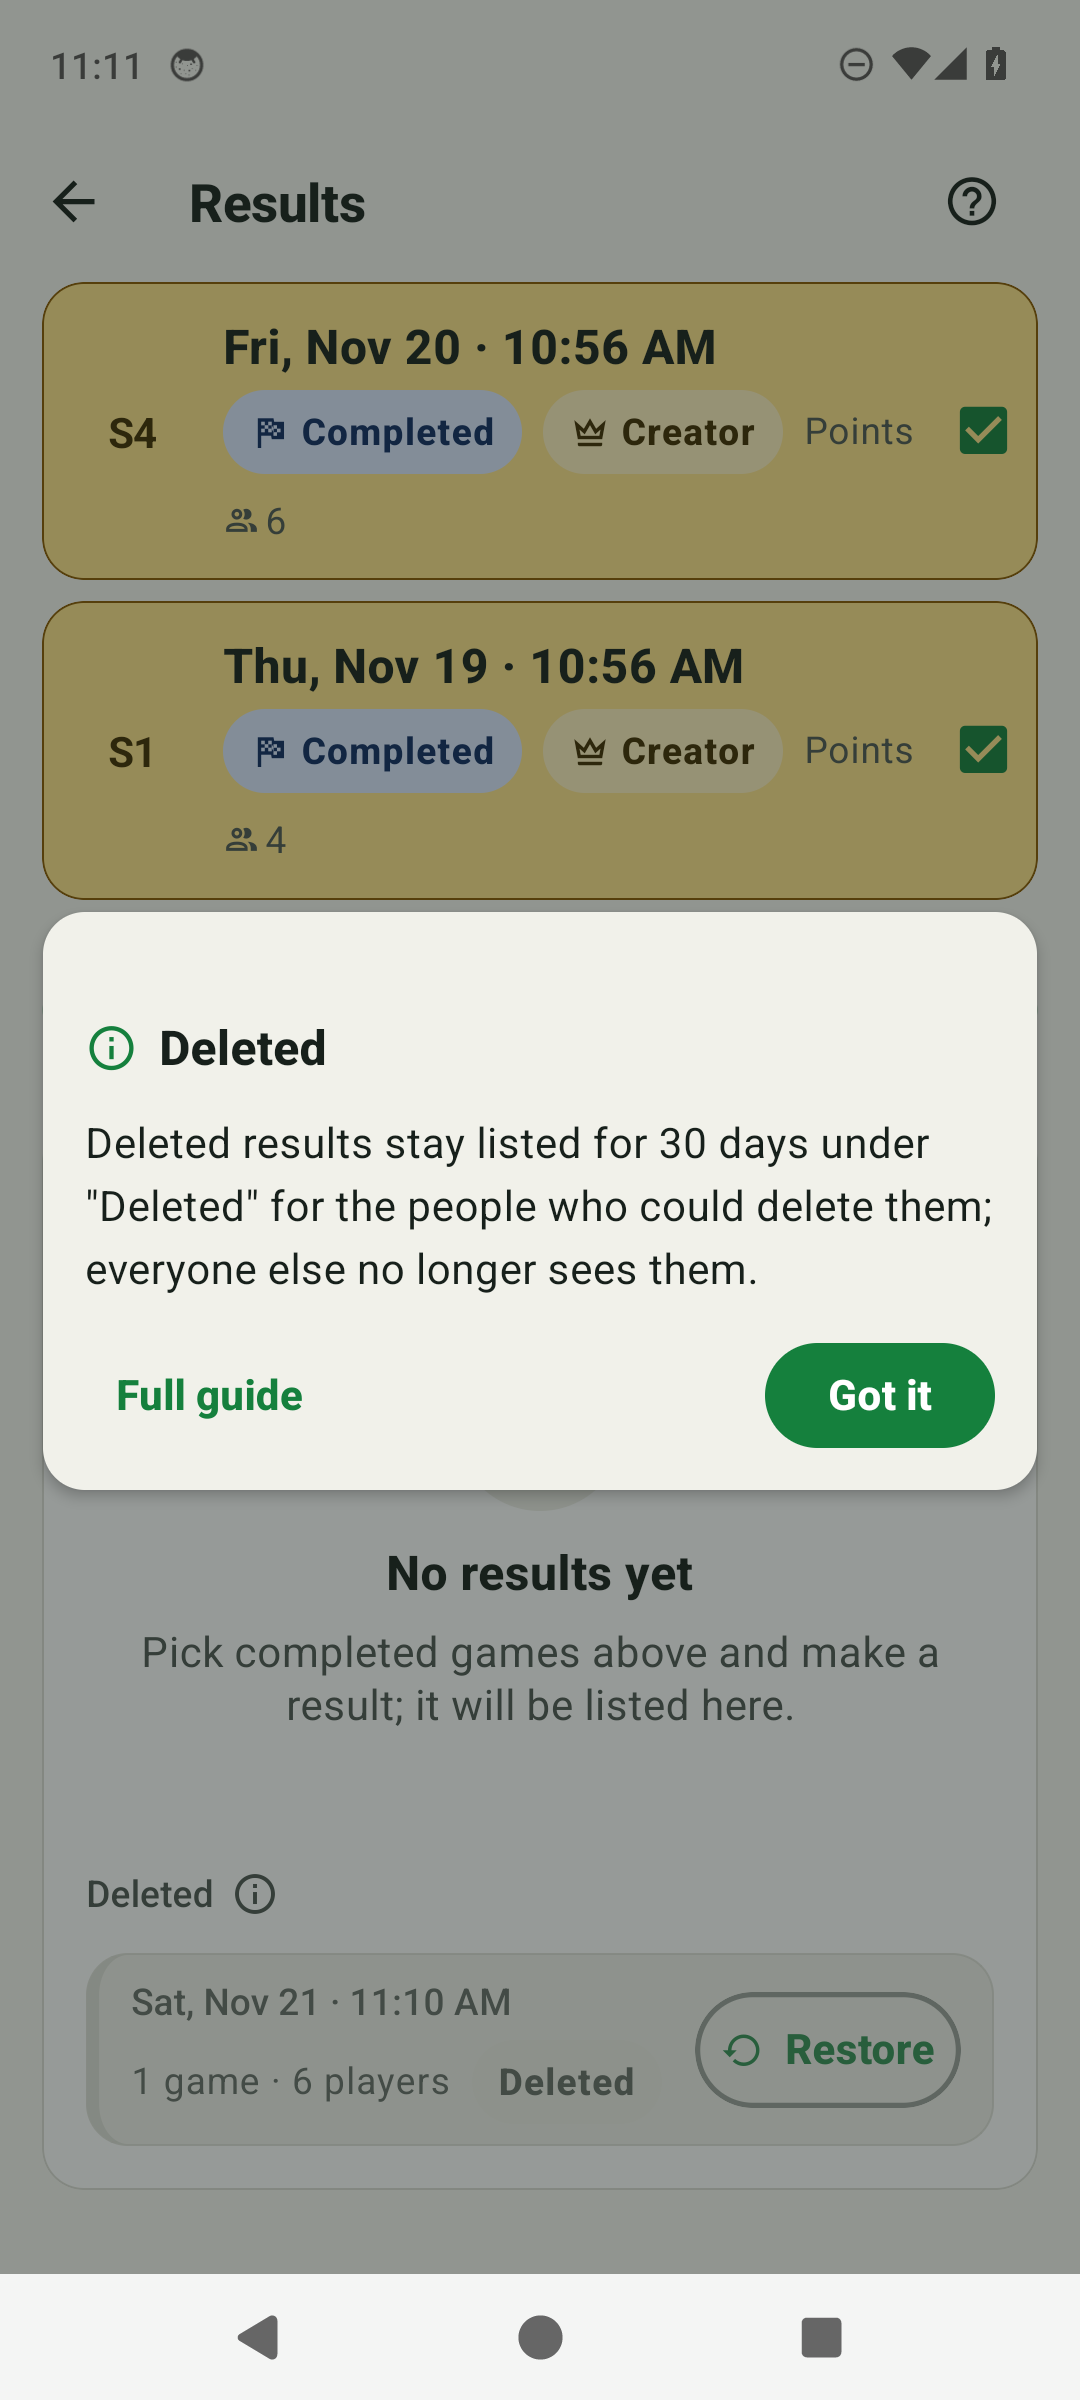 11:11
Results
Fri, Nov 20 · 10:56 AM
S4
Completed
Creator
Points
6
Thu, Nov 19 · 10:56 AM
S1
Completed
Creator
Points
4
Deleted
Deleted results stay listed for 30 days under
"Deleted" for the people who could delete them;
everyone else no longer sees them.
Full guide
Got it
No results yet
Pick completed games above and make a
result; it will be listed here.
Deleted
Sat, Nov 21 · 11:10 AM
1 game · 6 players
Deleted
Restore